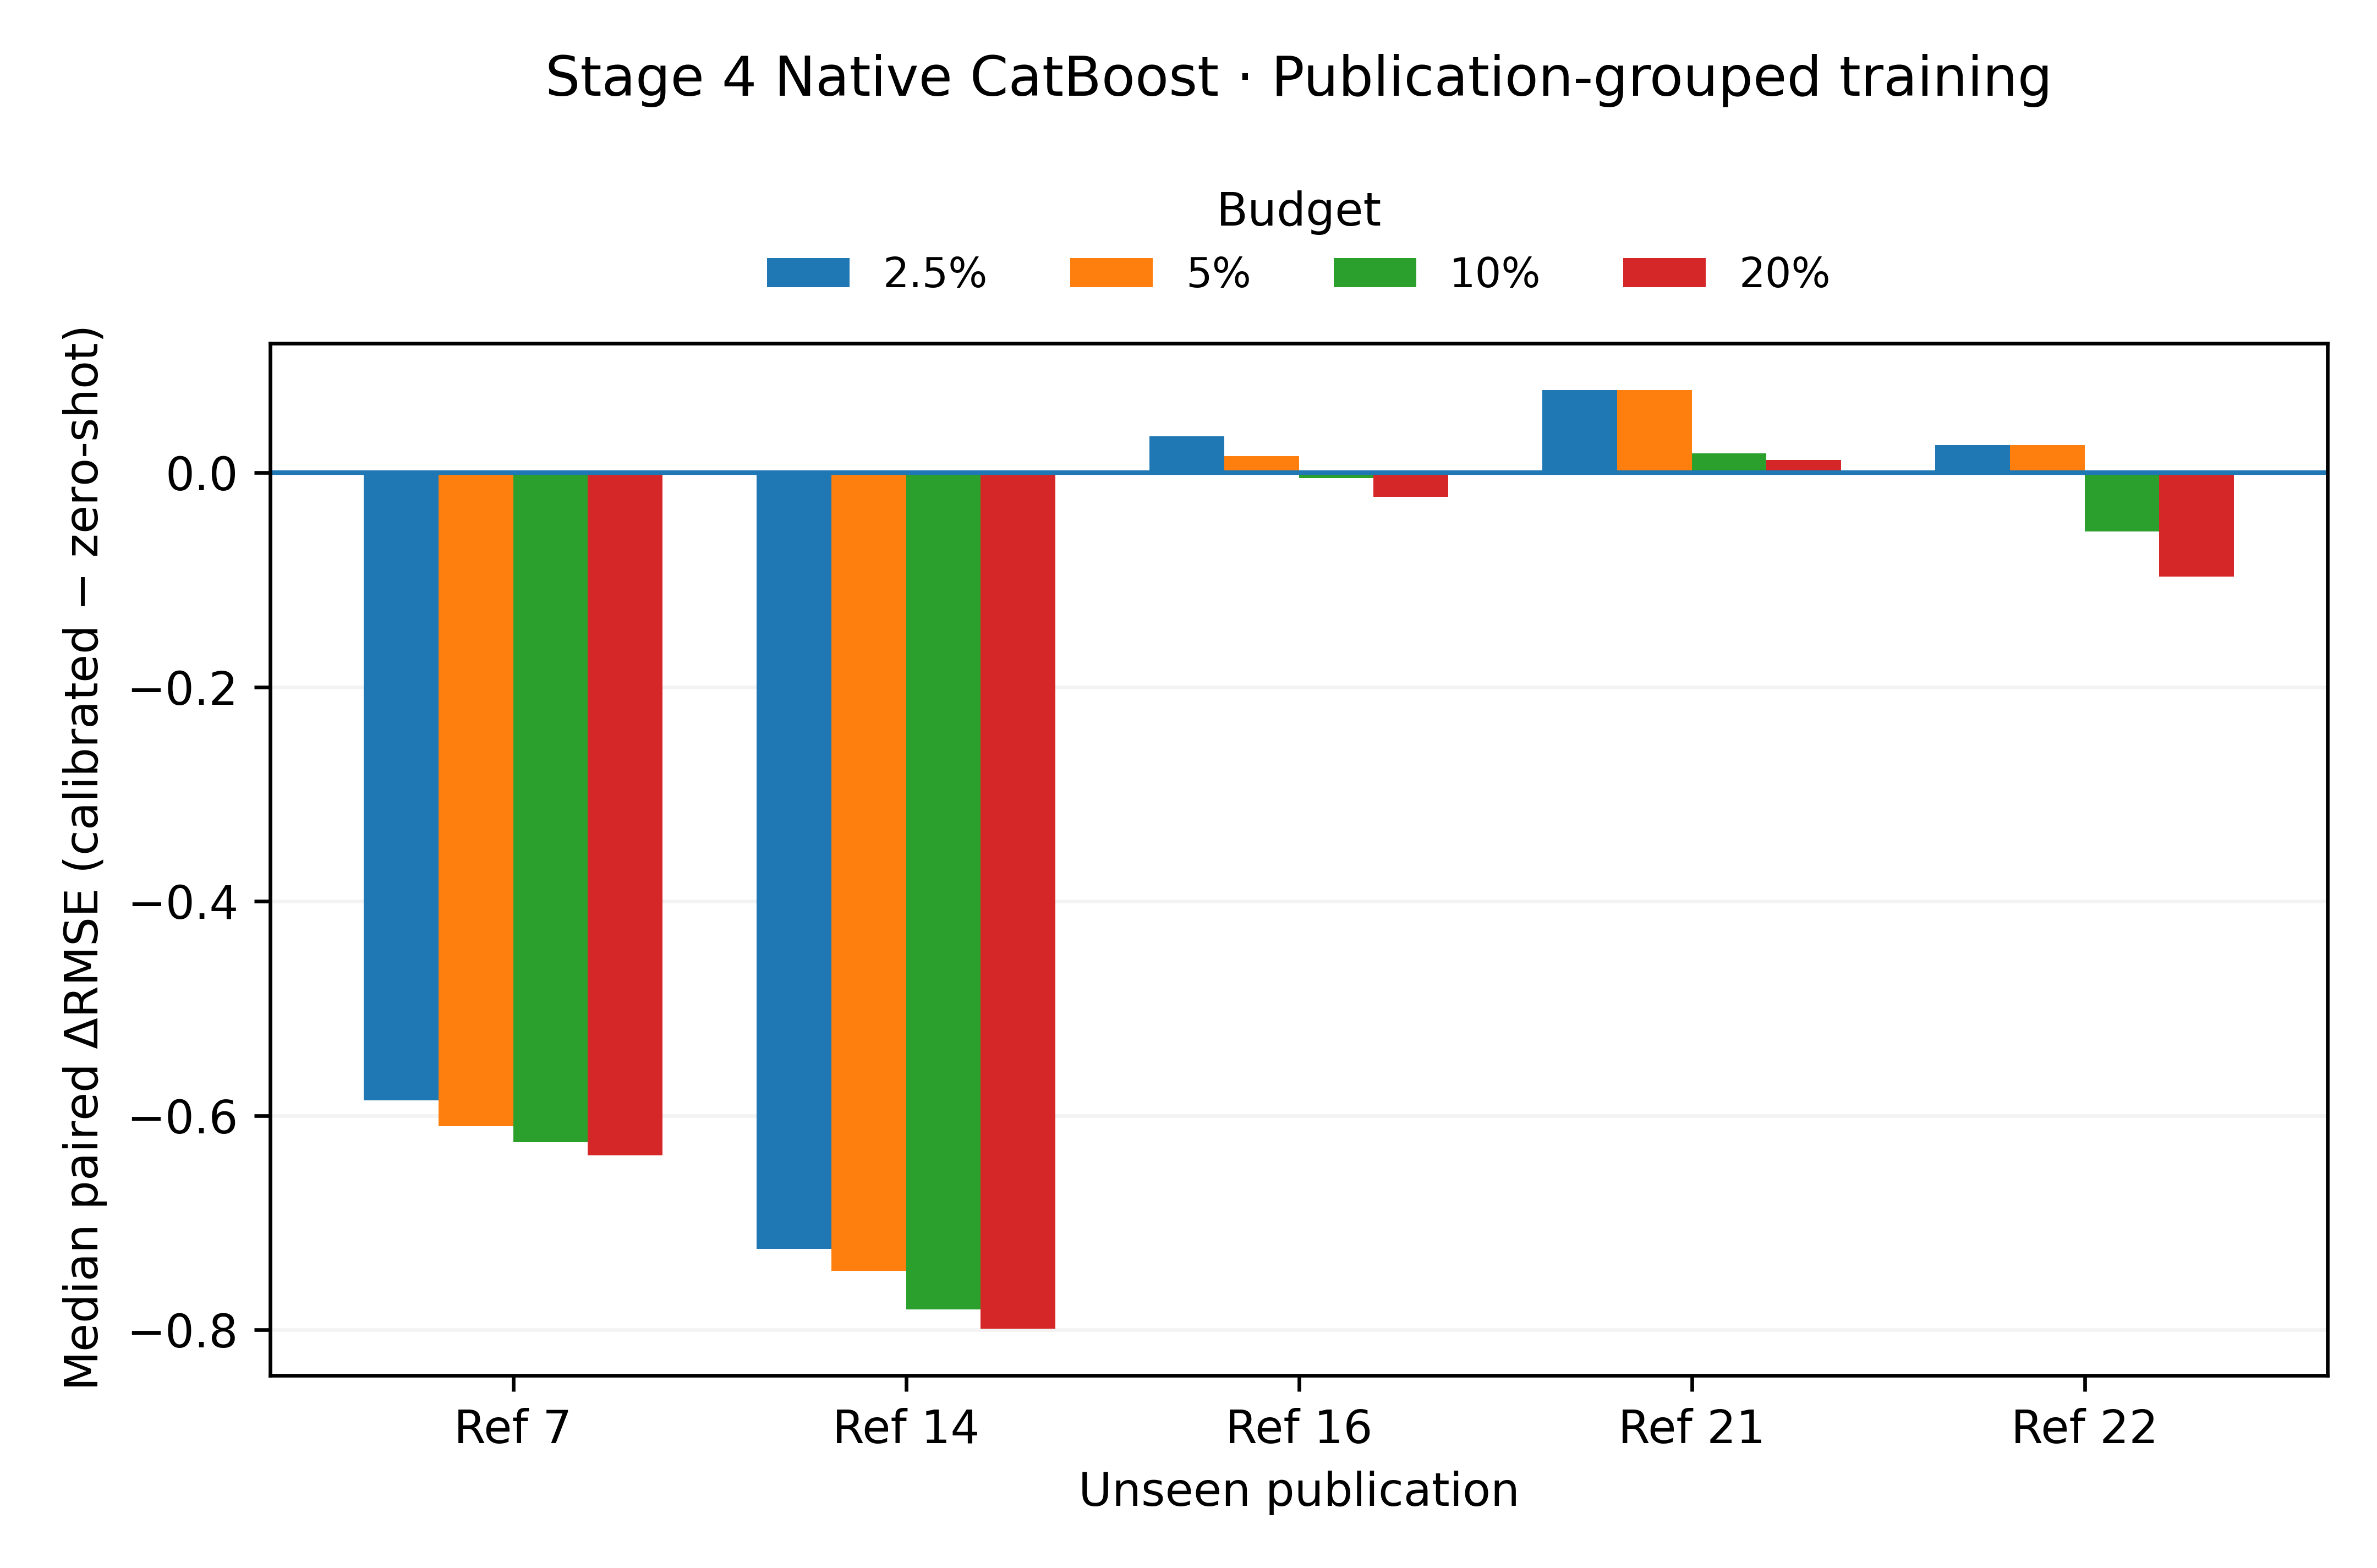 Stage 4 Native CatBoost · Publication-grouped training
Budget
2.5% 5% 10% 20%
Median paired ΔRMSE (calibrated − zero-shot)
0.0
−0.2
−0.4
−0.6
−0.8
Ref 7 Ref 14 Ref 16 Ref 21 Ref 22
Unseen publication